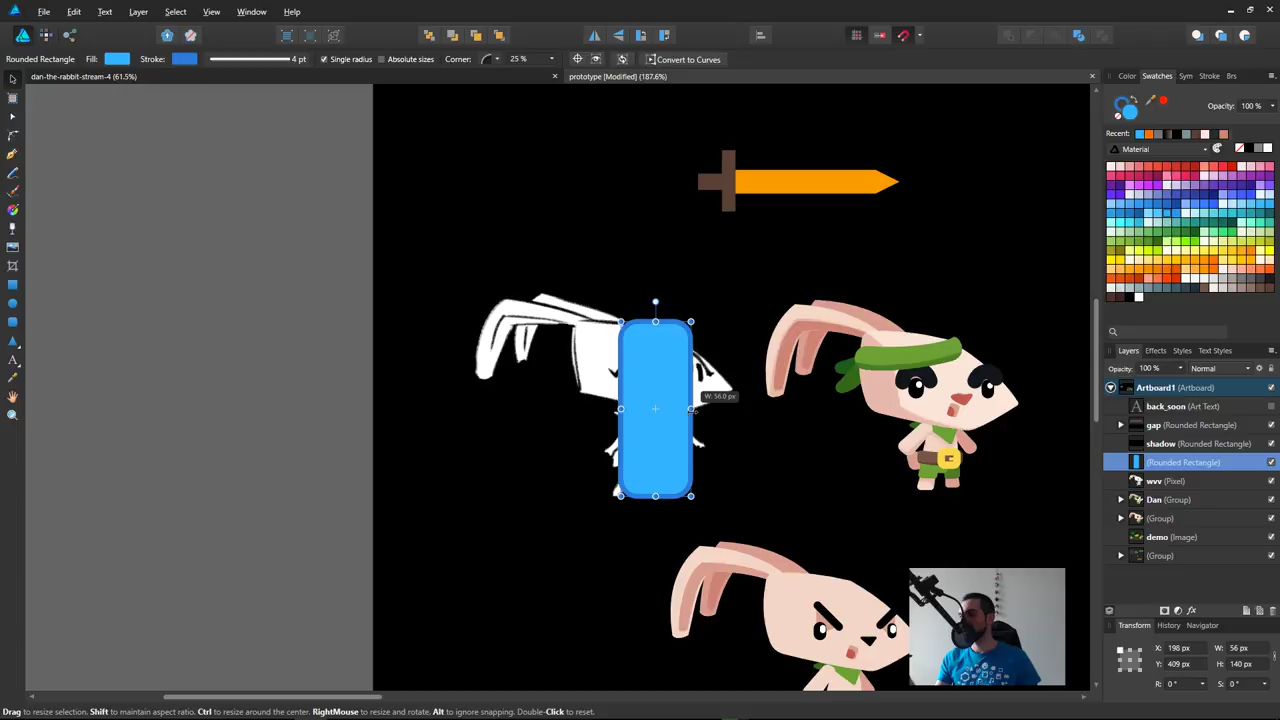 File Edit Text Layer Select View Window Help
Rounded Rectangle Fill: Stroke: 4 pt Single radius Absolute sizes Corner: 25 % Convert to Curves
dan-the-rabbit-stream-4 (61.5%) × prototype [Modified] (187.6%) ×
Color Swatches Sym Stroke Brs
Opacity: 100 %
Recent:
Material
W: 56.0 px
Layers Effects Styles Text Styles
Opacity: 100 % Normal
Artboard1 (Artboard)
back_soon (Art Text)
gap (Rounded Rectangle)
shadow (Rounded Rectangle)
(Rounded Rectangle)
wvv (Pixel)
Dan (Group)
(Group)
demo (Image)
(Group)
Transform History Navigator
X: 198 px W: 56 px
Y: 409 px H: 140 px
R: 0 ° S: 0 °
Drag to resize selection. Shift to maintain aspect ratio. Ctrl to resize around the center. RightMouse to resize and rotate. Alt to ignore snapping. Double-Click to reset.